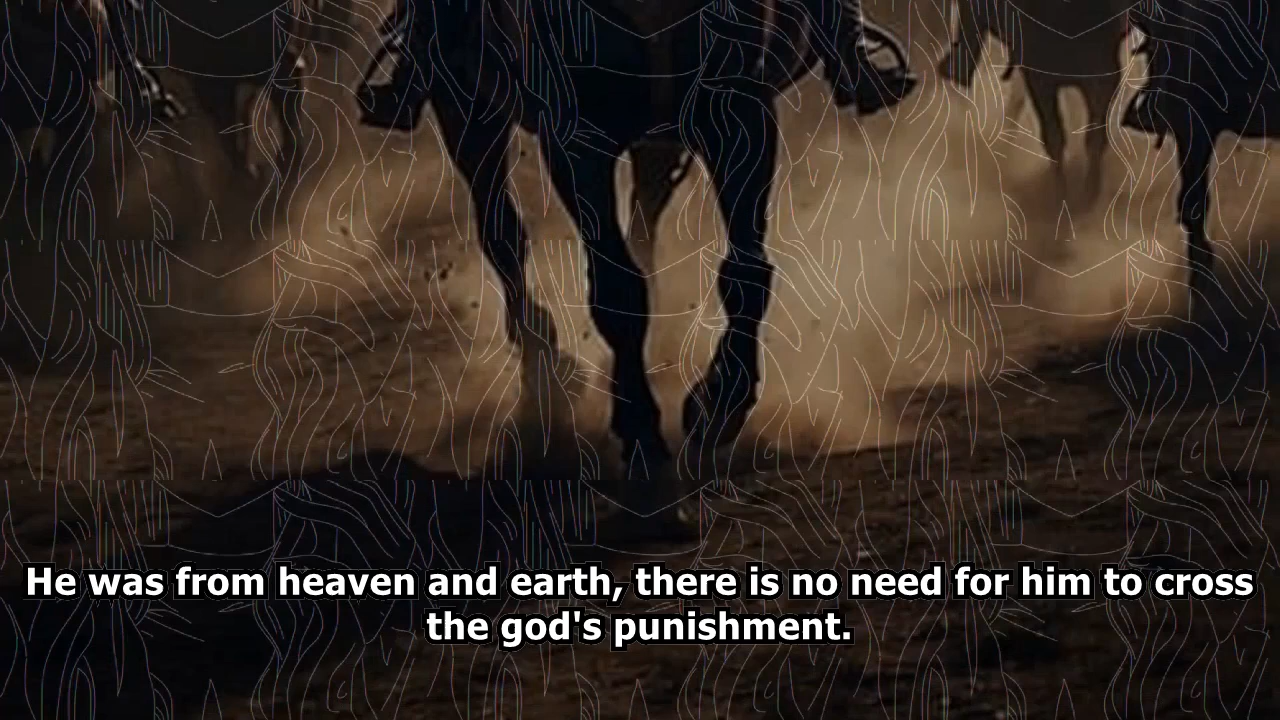 He was from heaven and earth, there is no need for him to cross
the god's punishment.